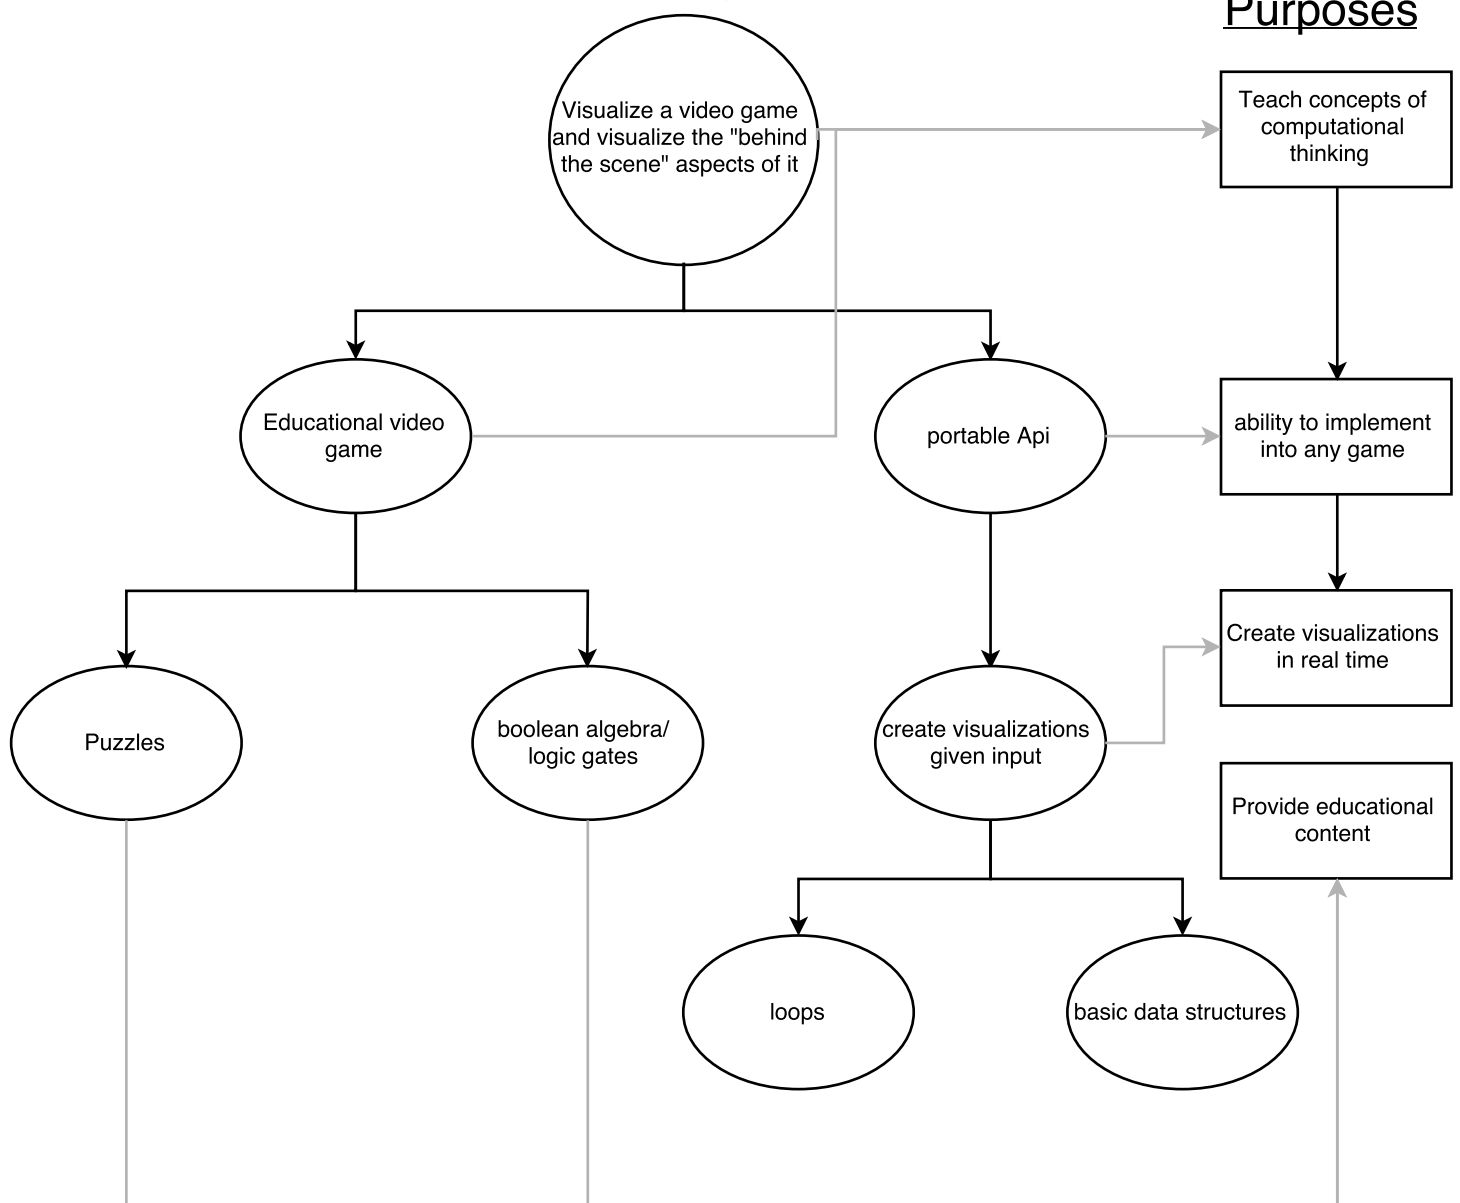 Purposes
Visualize a video game
and visualize the "behind
the scene" aspects of it
Teach concepts of
computational
thinking
Educational video
game
portable Api
ability to implement
into any game
Create visualizations
in real time
Puzzles
boolean algebra/
logic gates
create visualizations
given input
Provide educational
content
loops
basic data structures